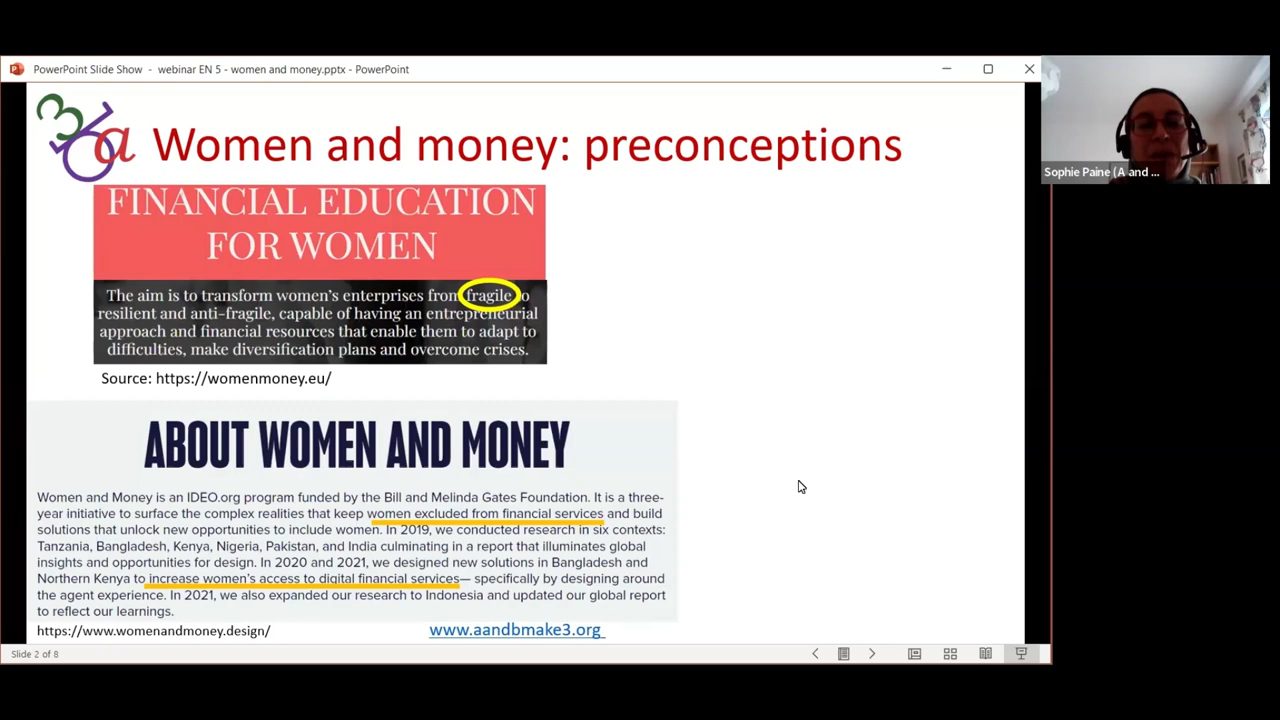 PowerPoint Slide Show - webinar EN 5 - women and money.pptx - PowerPoint
Sophie Paine (A and ...
361a
Women and money: preconceptions
FINANCIAL EDUCATION
FOR WOMEN
The aim is to transform women's enterprises from fragile to
resilient and anti-fragile, capable of having an entrepreneurial
approach and financial resources that enable them to adapt to
difficulties, make diversification plans and overcome crises.
Source: https://womenmoney.eu/
ABOUT WOMEN AND MONEY
Women and Money is an IDEO.org program funded by the Bill and Melinda Gates Foundation. It is a three-
year initiative to surface the complex realities that keep women excluded from financial services and build
solutions that unlock new opportunities to include women. In 2019, we conducted research in six contexts:
Tanzania, Bangladesh, Kenya, Nigeria, Pakistan, and India culminating in a report that illuminates global
insights and opportunities for design. In 2020 and 2021, we designed new solutions in Bangladesh and
Northern Kenya to increase women's access to digital financial services— specifically by designing around
the agent experience. In 2021, we also expanded our research to Indonesia and updated our global report
to reflect our learnings.
https://www.womenandmoney.design/
www.aandbmake3.org
Slide 2 of 8